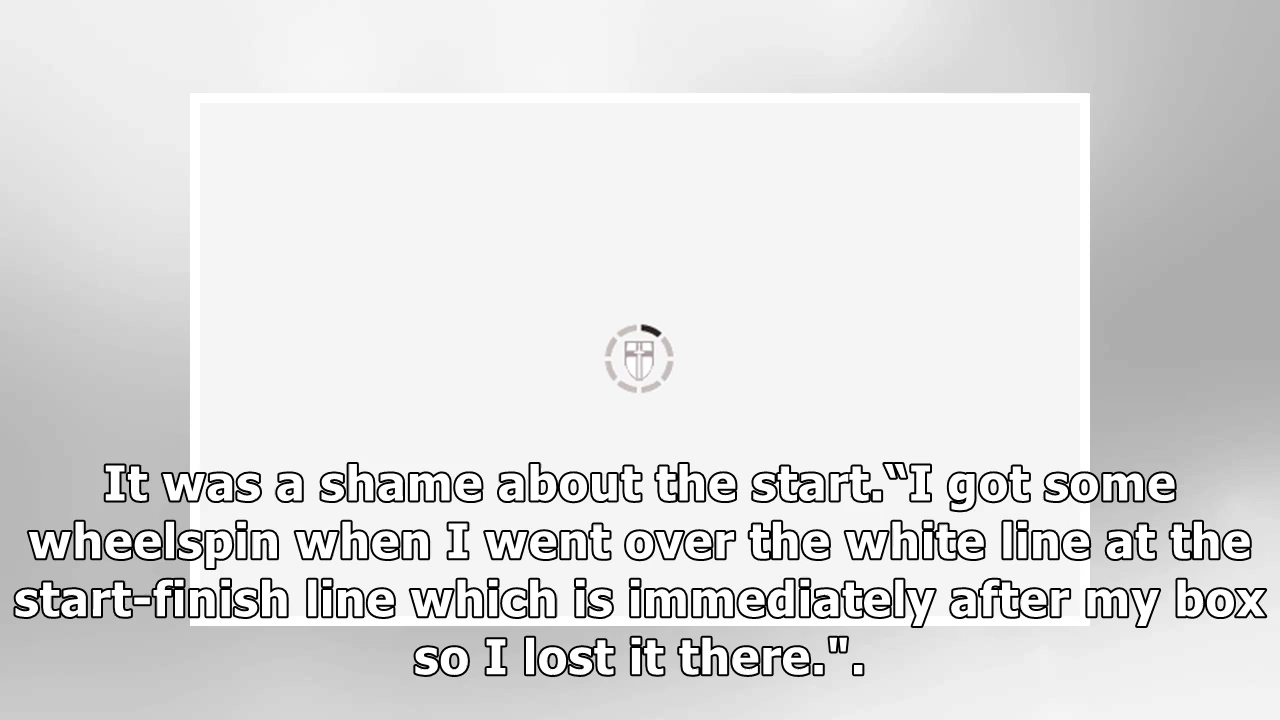 It was a shame about the start.“I got some
wheelspin when I went over the white line at the
start-finish line which is immediately after my box
so I lost it there.".